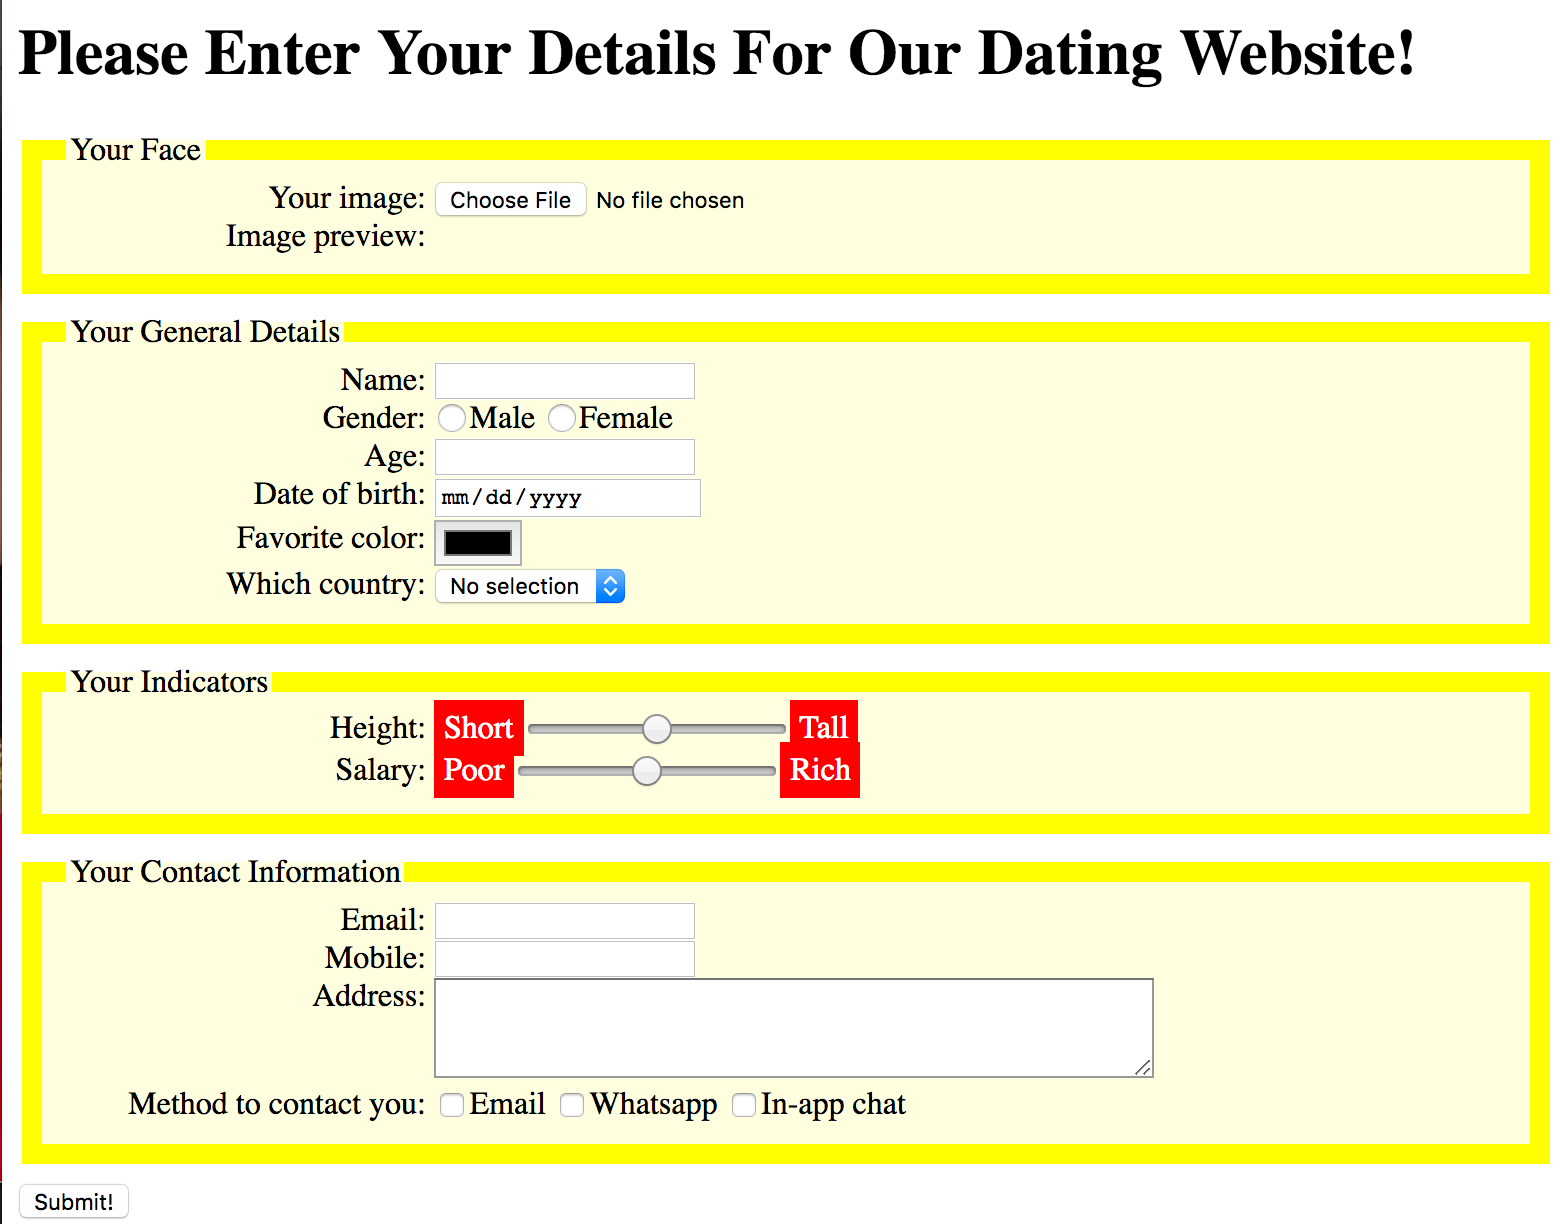 Please Enter Your Details For Our Dating Website!
Your Face
Your image: Choose File No file chosen
Image preview:
Your General Details
Name:
Gender: Male Female
Age:
Date of birth: mm/dd/yyyy
Favorite color:
Which country: No selection
Your Indicators
Height: Short Tall
Salary: Poor Rich
Your Contact Information
Email:
Mobile:
Address:
Method to contact you: Email Whatsapp In-app chat
Submit!